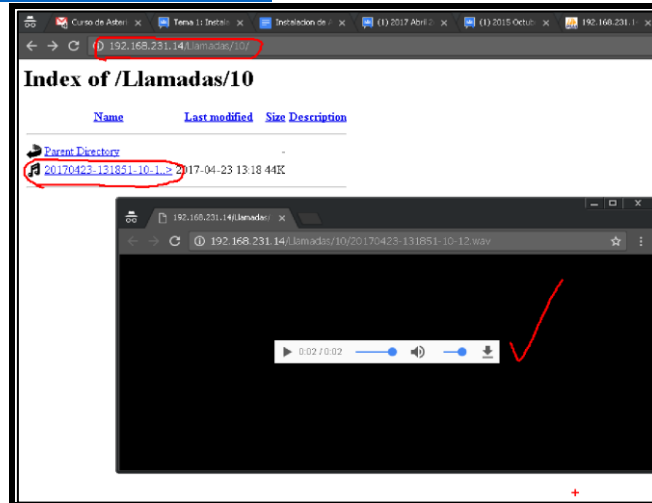 Curso de Asteri Tema 1: Instala Instalacion de A (1) 2017 Abril 2 (1) 2015 Octub 192.168.231.1
192.168.231.14/Llamadas/10/
Index of /Llamadas/10
Name Last modified Size Description
Parent Directory -
20170423-131851-10-1..> 2017-04-23 13:18 44K
192.168.231.14/Llamadas/
192.168.231.14/Llamadas/10/20170423-131851-10-12.wav
0:02 / 0:02